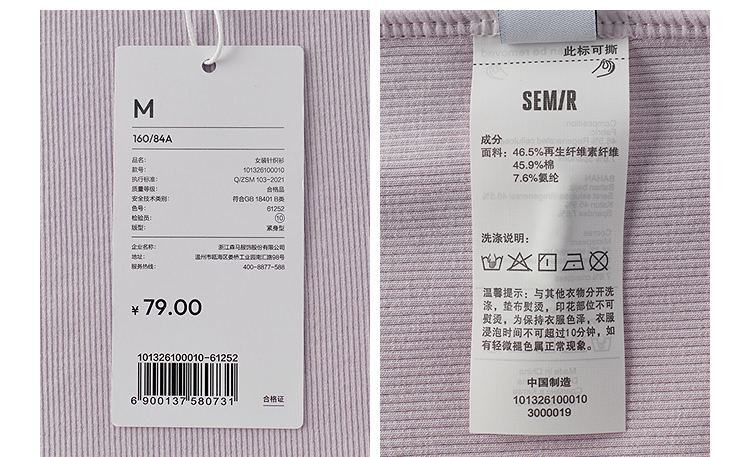 M
160/84A
品名: 女装针织衫
款号: 101326100010
执行标准: Q/ZSM 103-2021
质量等级: 合格品
安全技术类别: 符合GB 18401 B类
色号: 61252
检验员: 10
版型: 紧身型
企业名称: 浙江森马服饰股份有限公司
地址: 温州市瓯海区娄桥工业园南汇路98号
服务热线: 400-8877-588
¥ 79.00
101326100010-61252
6 900137 580731
合格证
此标可撕
SEM/R
成分
面料: 46.5%再生纤维素纤维
45.9%棉
7.6%氨纶
洗涤说明:
温馨提示: 与其他衣物分开洗
涤, 垫布熨烫, 印花部位不可
熨烫, 为保持衣服色泽, 衣服
浸泡时间不可超过10分钟, 如
有轻微褪色属正常现象。
中国制造
101326100010
3000019